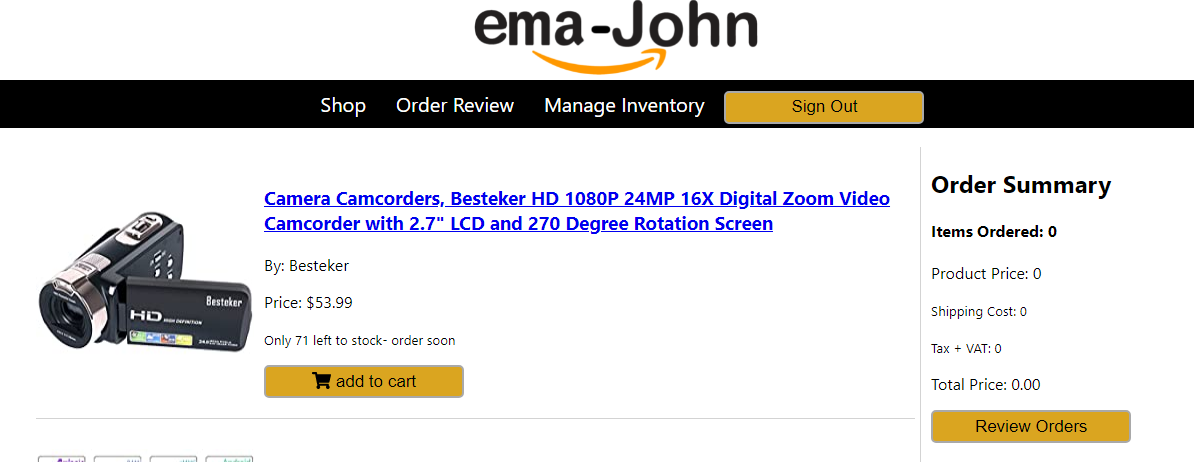 ema-John
Shop
Order Review
Manage Inventory
Sign Out
Camera Camcorders, Besteker HD 1080P 24MP 16X Digital Zoom Video
Camcorder with 2.7" LCD and 270 Degree Rotation Screen
By: Besteker
Price: $53.99
Only 71 left to stock- order soon
add to cart
Besteker
HD HIGH DEFINITION
Order Summary
Items Ordered: 0
Product Price: 0
Shipping Cost: 0
Tax + VAT: 0
Total Price: 0.00
Review Orders